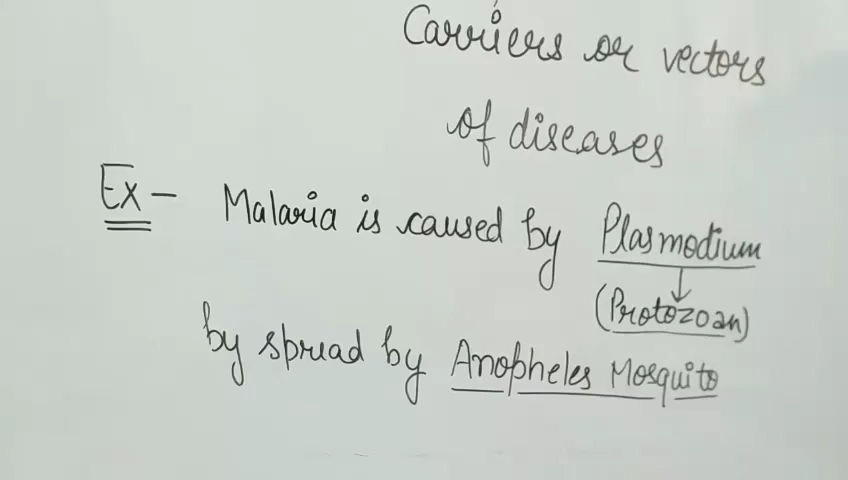 Carriers or vectors
of diseases
Ex- Malaria is caused by Plasmodium
(Protozoan)
by spread by Anopheles Mosquito